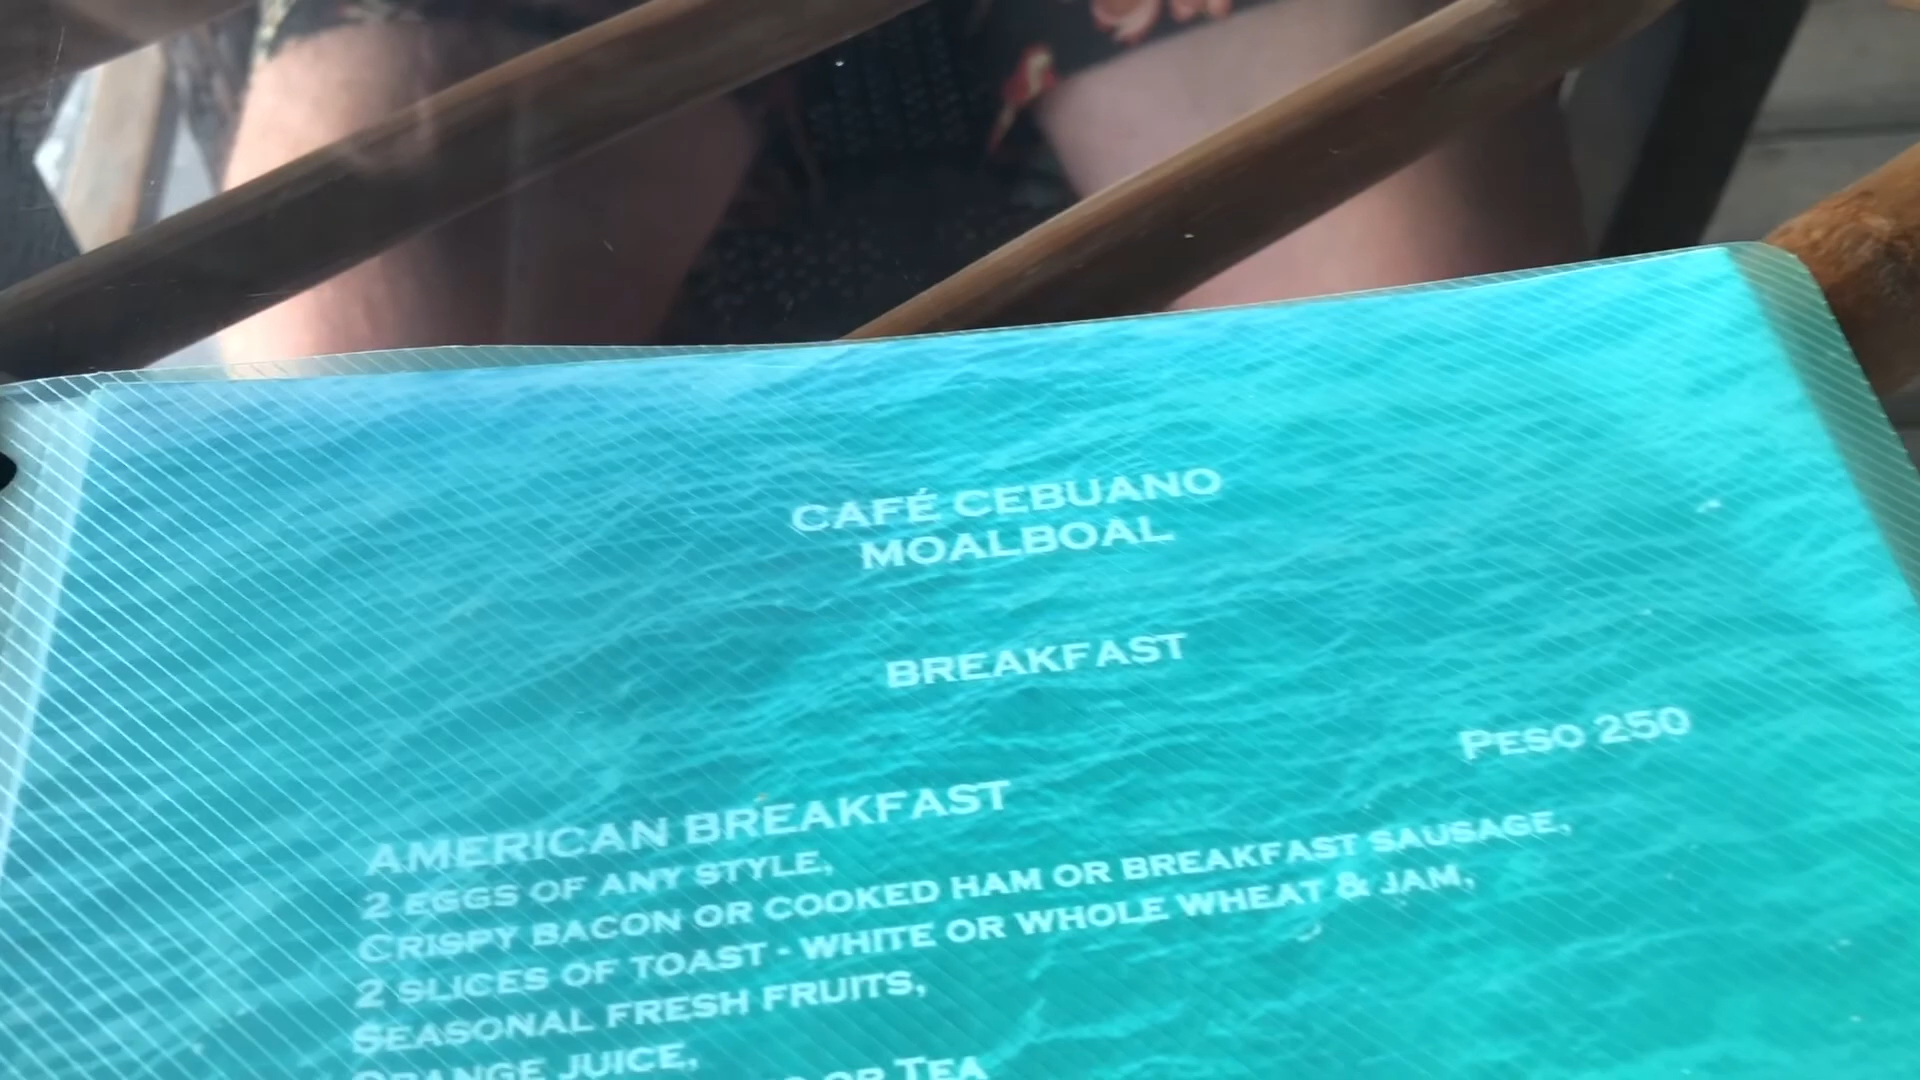 CAFÉ CEBUANO
MOALBOAL
BREAKFAST
PESO 250
AMERICAN BREAKFAST
2 EGGS OF ANY STYLE,
CRISPY BACON OR COOKED HAM OR BREAKFAST SAUSAGE,
2 SLICES OF TOAST - WHITE OR WHOLE WHEAT & JAM,
SEASONAL FRESH FRUITS,
ORANGE JUICE,
OR TEA